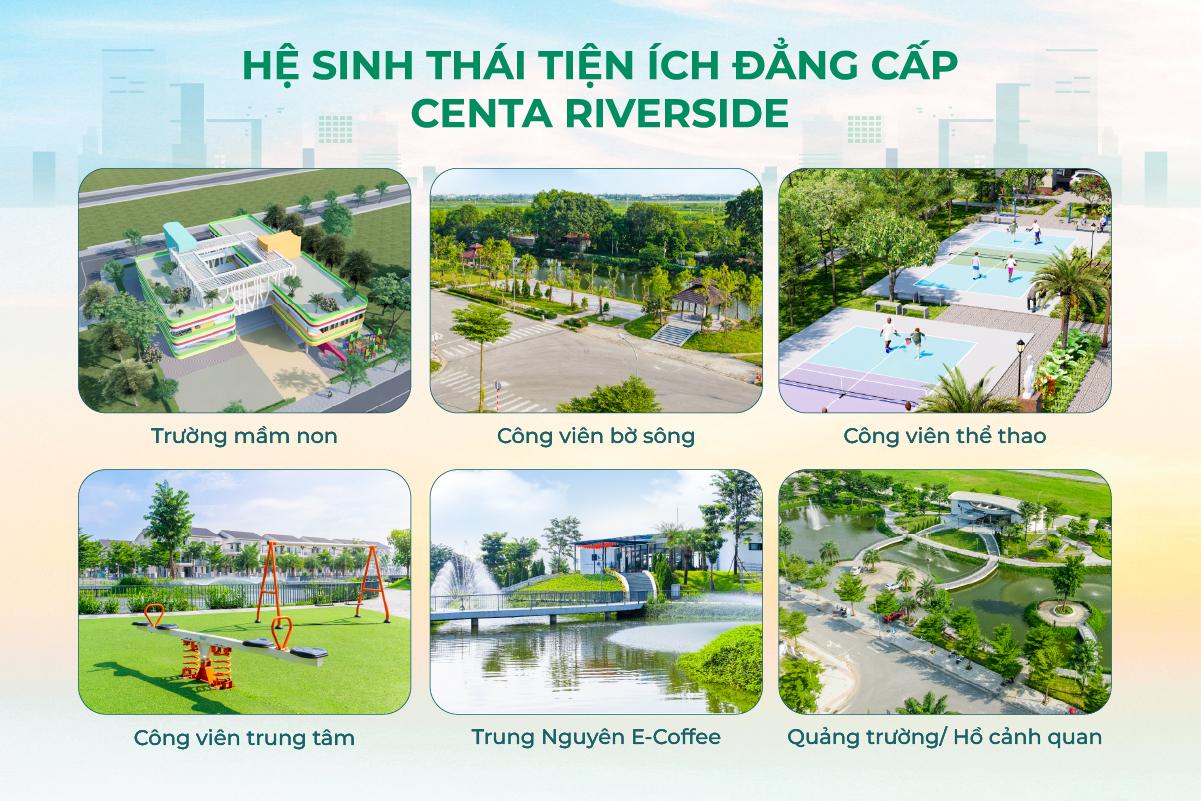 HỆ SINH THÁI TIỆN ÍCH ĐẲNG CẤP
CENTA RIVERSIDE
Trường mầm non
Công viên bờ sông
Công viên thể thao
Công viên trung tâm
Trung Nguyên E-Coffee
Quảng trường/ Hồ cảnh quan